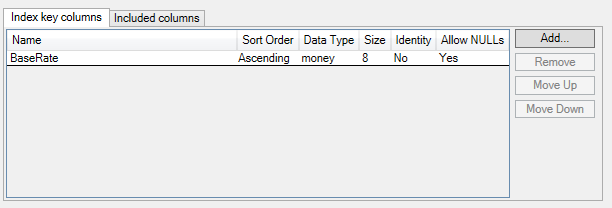 Index key columns Included columns
Name Sort Order Data Type Size Identity Allow NULLs
BaseRate Ascending money 8 No Yes
Add...
Remove
Move Up
Move Down